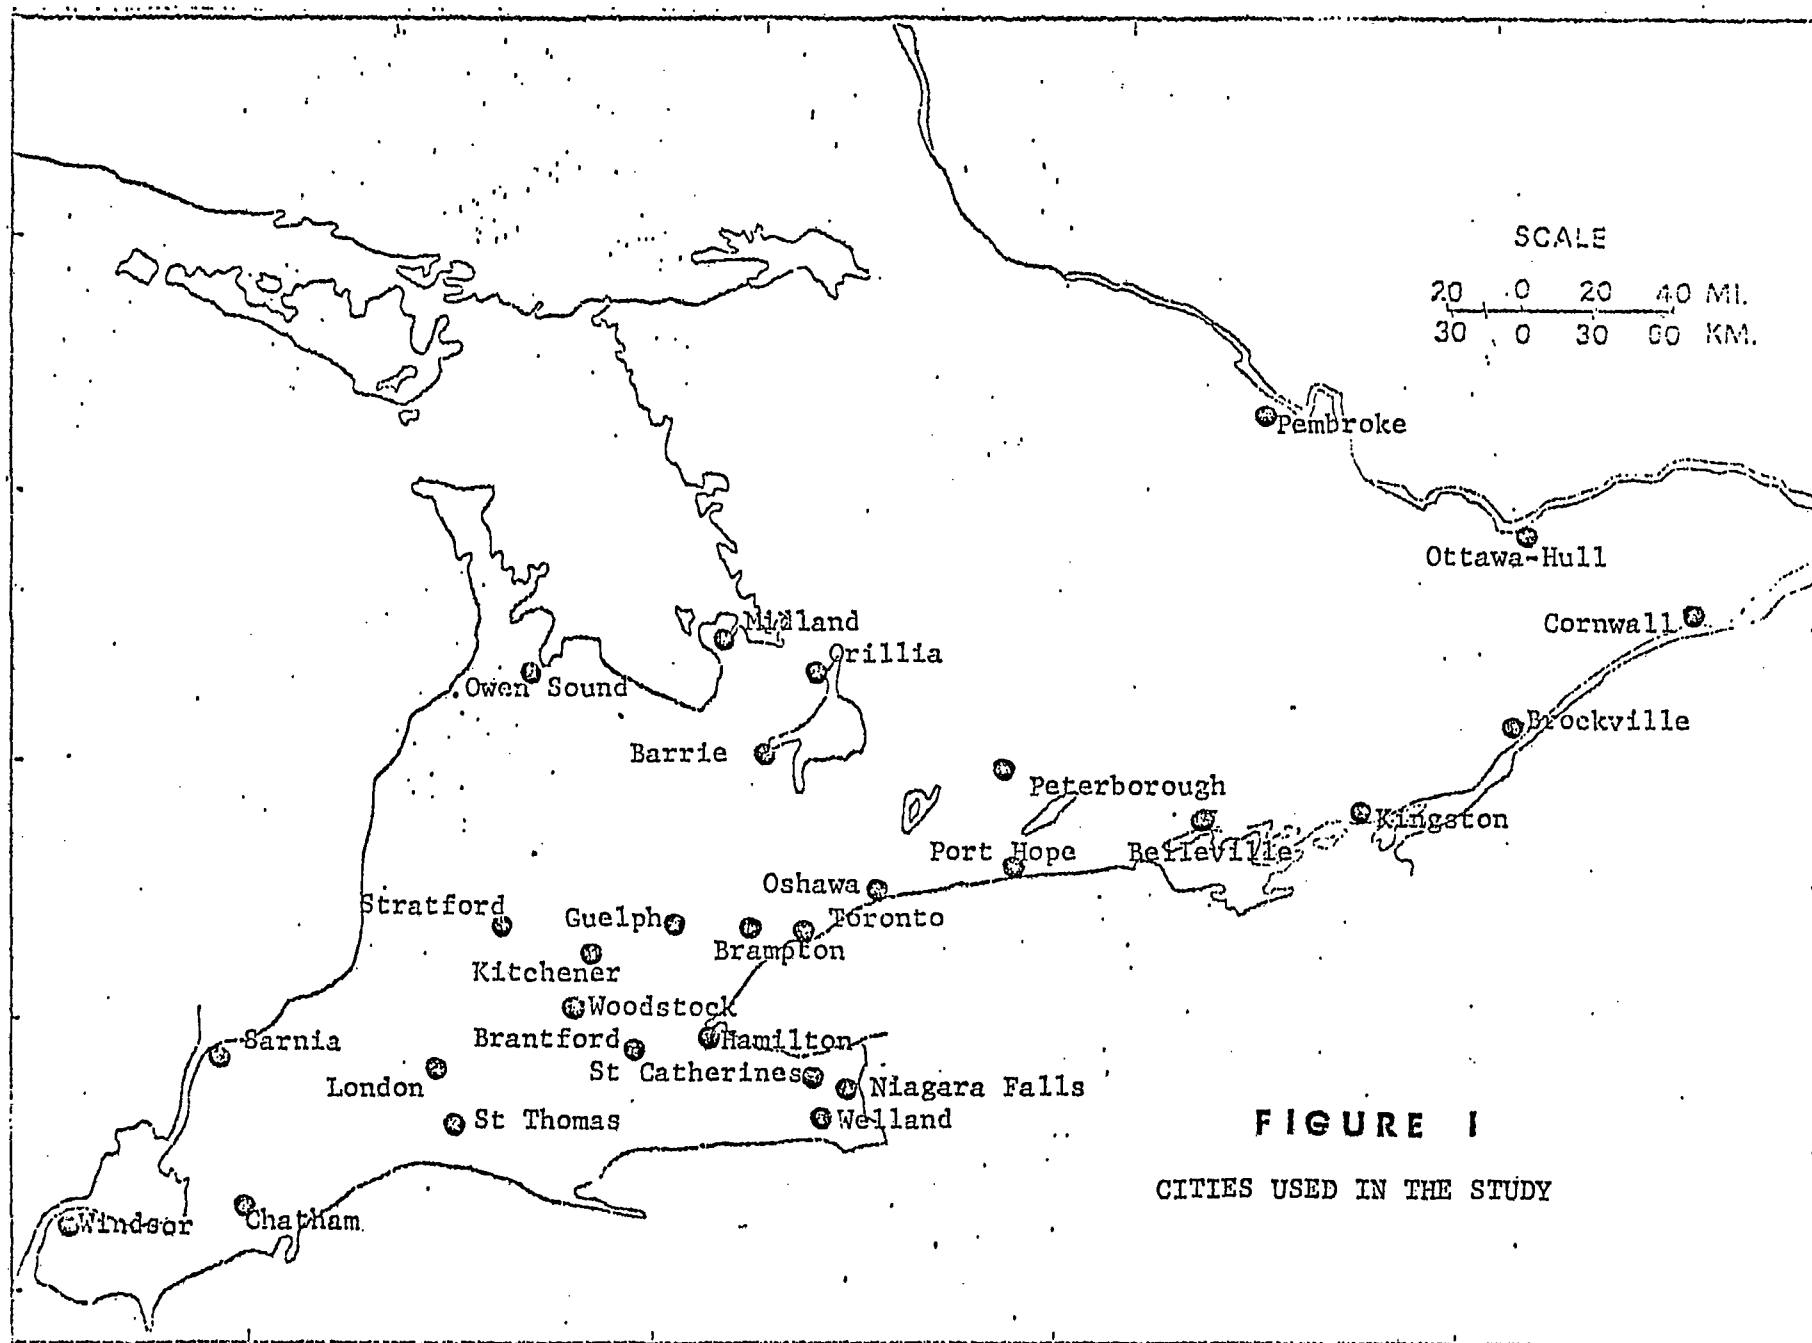 SCALE
20 0 20 40 MI.
30 0 30 60 KM.
Pembroke
Ottawa-Hull
Cornwall
Midland
Orillia
Owen Sound
Brockville
Barrie
Peterborough
Kingston
Port Hope
Belleville
Oshawa
Stratford
Guelph
Toronto
Brampton
Kitchener
Woodstock
Brantford
Hamilton
Sarnia
St Catherines
London
Niagara Falls
St Thomas
Welland
FIGURE I
CITIES USED IN THE STUDY
Windsor
Chatham